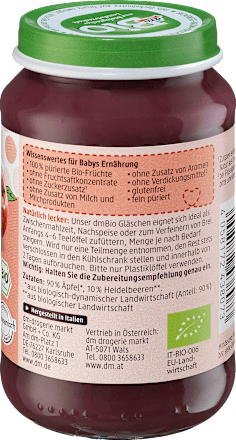 dmBio
Wissenswertes für Babys Ernährung
• 100 % pürierte Bio-Früchte
• ohne Fruchtsaftkonzentrate
• ohne Zuckerzusatz¹
• ohne Zusatz von Milch und
Milchprodukten
• ohne Zusatz von Aromen
• ohne Verdickungsmittel²
• glutenfrei
• fein püriert
Natürlich lecker: Unser dmBio Gläschen eignet sich ideal als
Zwischenmahlzeit, Nachspeise oder zum Verfeinern von Brei.
Anfangs 4–6 Teelöffel zufüttern, Menge je nach Bedarf
steigern. Wird nur eine Teilmenge entnommen, den Rest gut
verschlossen in den Kühlschrank stellen und innerhalb von
2 Tagen aufbrauchen. Bitte nur Plastiklöffel verwenden.
Wichtig: Halten Sie die Zubereitungsempfehlung genau ein.
Zutaten: 90 % Äpfel*, 10 % Heidelbeeren**.
*aus biologisch-dynamischer Landwirtschaft (Anteil: 90%)
**aus biologischer Landwirtschaft
Hergestellt in Italien
dm-drogerie markt
GmbH + Co. KG
Am dm-Platz 1
DE-76227 Karlsruhe
Tel. 0800 3658633
Vertrieb in Österreich:
dm drogerie markt
AT-5071 Wals
Tel. 0800 3658633
www.dm.at
IT-BIO-006
EU-Land-
wirtschaft